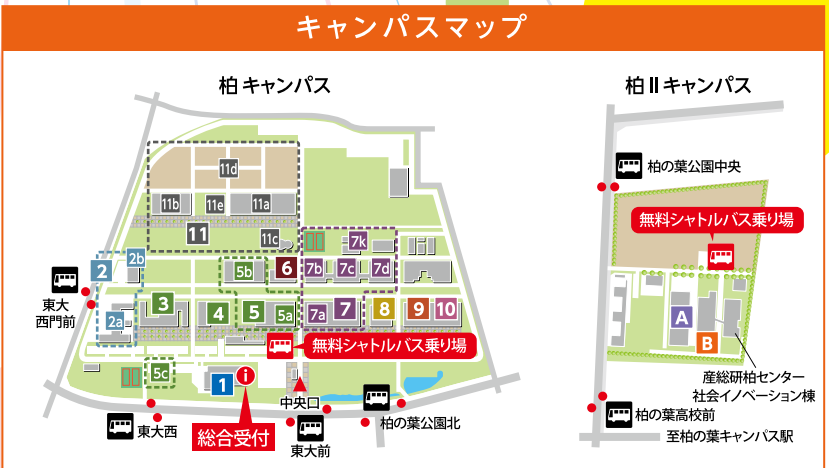 キャンパスマップ
柏キャンパス
柏Ⅱキャンパス
11d
11b
11e
11a
11
11c
柏の葉公園中央
無料シャトルバス乗り場
2
2b
5b
6
7k
7b
7c
7d
東大
西門前
2a
3
4
5
5a
7a
7
8
9
10
A
B
無料シャトルバス乗り場
5c
1
i
中央口
総合受付
東大西
東大前
柏の葉公園北
産総研柏センター
社会イノベーション棟
柏の葉高校前
至柏の葉キャンパス駅